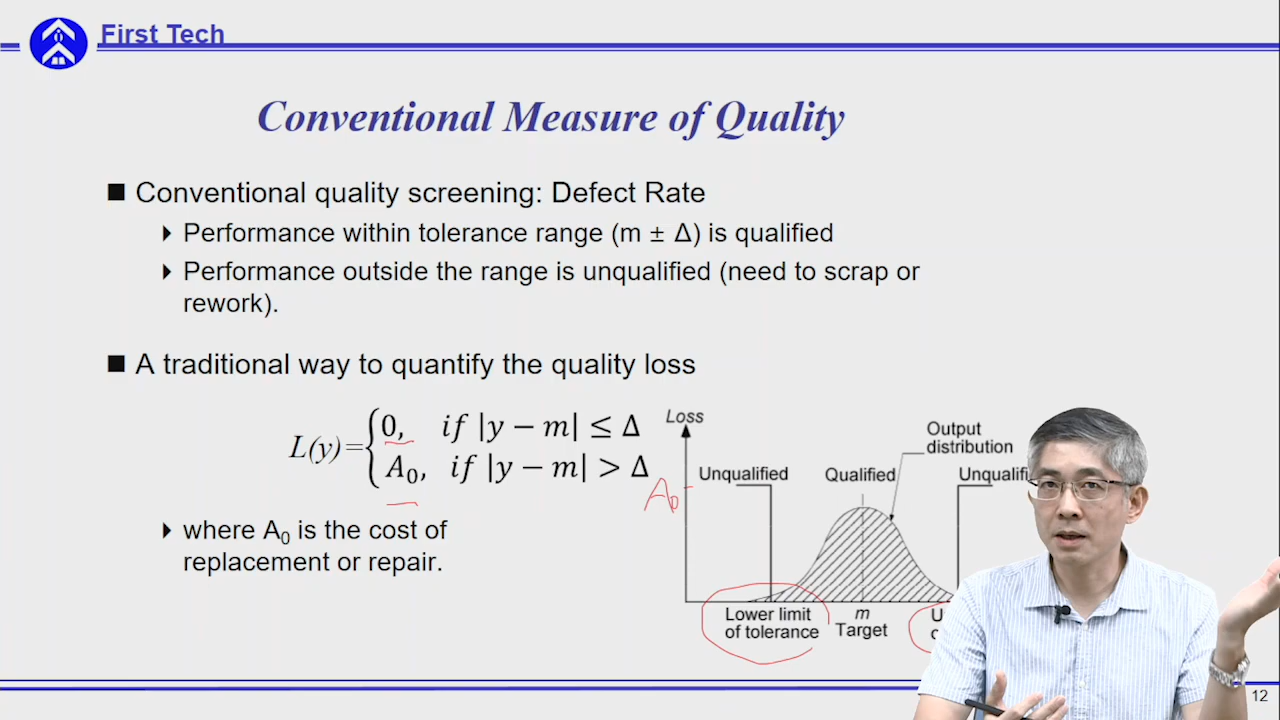 First Tech
Conventional Measure of Quality
■ Conventional quality screening: Defect Rate
Performance within tolerance range (m ± Δ) is qualified
Performance outside the range is unqualified (need to scrap or
rework).
■ A traditional way to quantify the quality loss
L(y)={0, if |y − m| ≤ Δ
A₀, if |y − m| > Δ
where A₀ is the cost of
replacement or repair.
Loss
Output
distribution
Unqualified
Qualified
A₀
Lower limit
of tolerance
m
Target
12